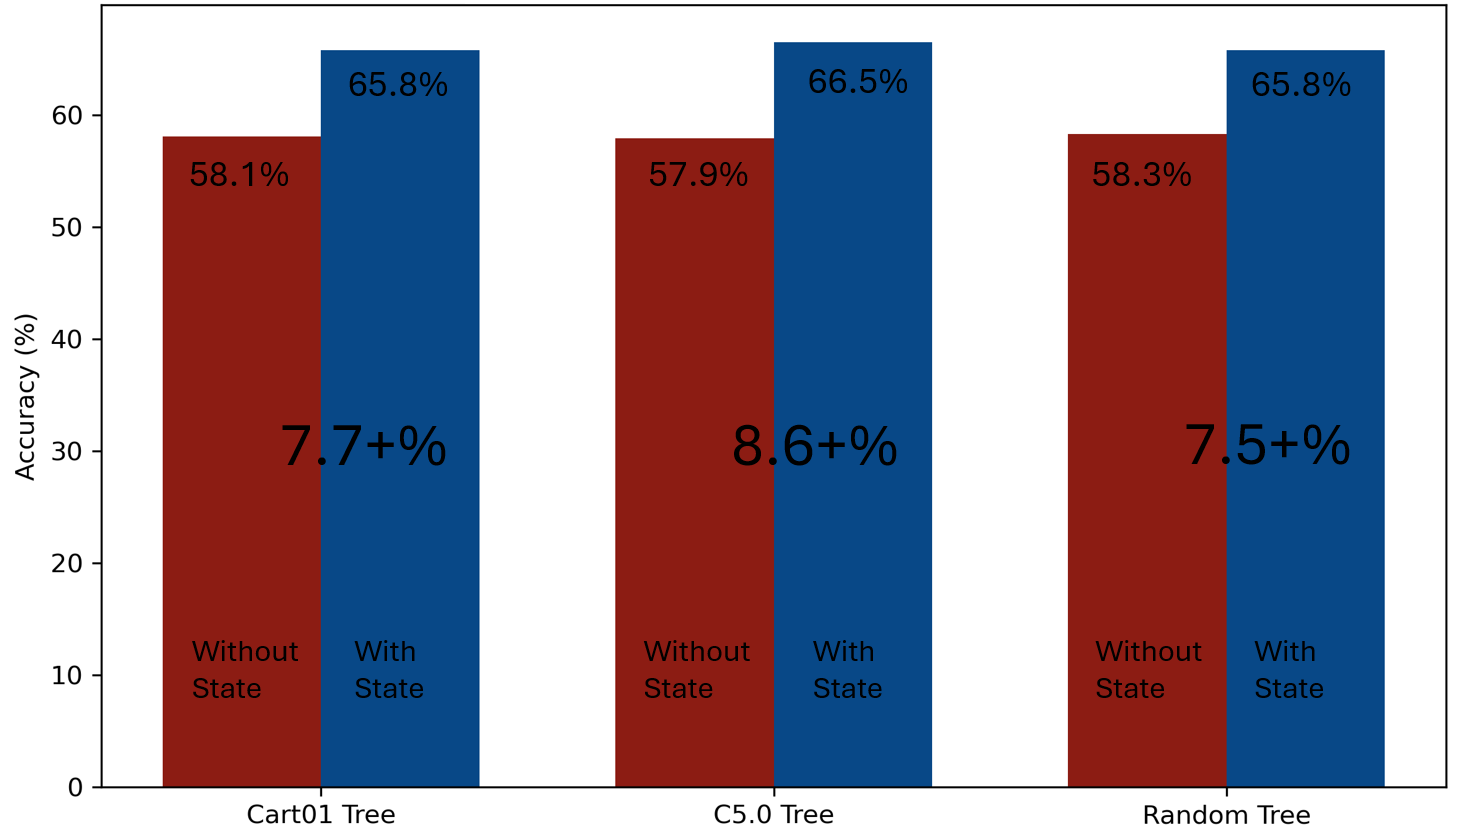 65.8%
66.5%
65.8%
60
58.1%
57.9%
58.3%
50
40
Accuracy (%)
7.7+%
8.6+%
7.5+%
30
20
Without
State
With
State
Without
State
With
State
Without
State
With
State
10
0
Cart01 Tree
C5.0 Tree
Random Tree